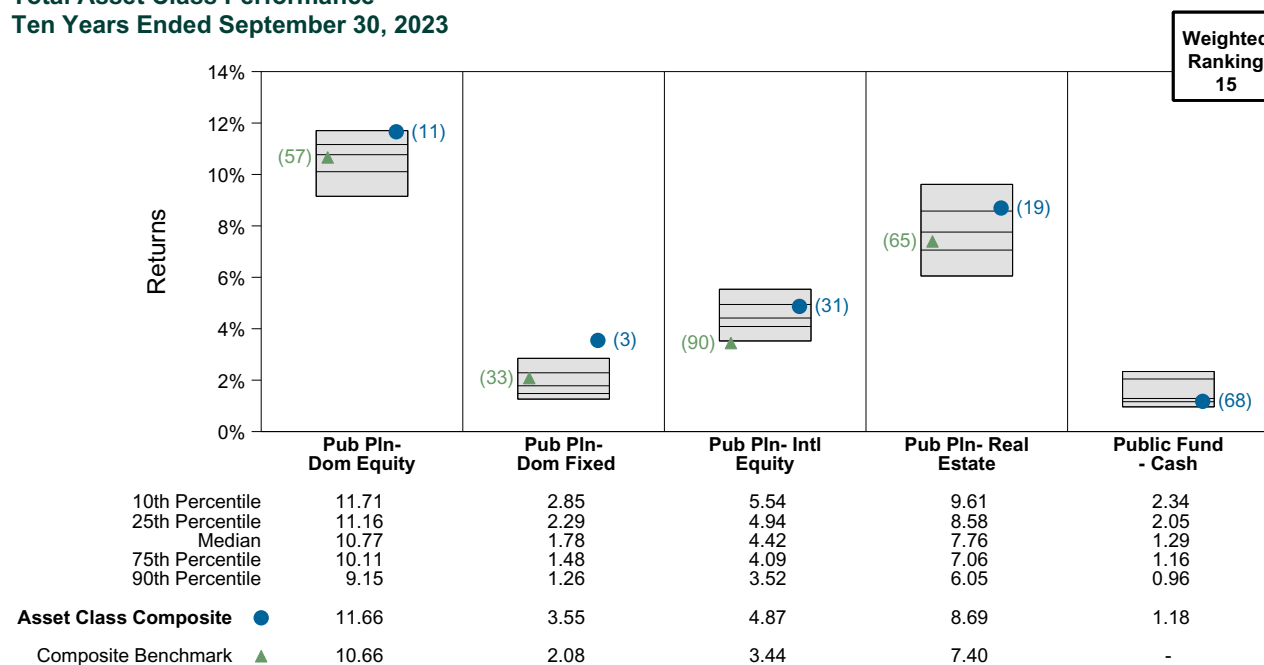 Ten Years Ended September 30, 2023
Weighted
Ranking
15
14%
12%
10%
8%
6%
4%
2%
0%
Returns
(11)
(57)
(3)
(33)
(31)
(90)
(19)
(65)
(68)
Pub Pln- Dom Equity
Pub Pln- Dom Fixed
Pub Pln- Intl Equity
Pub Pln- Real Estate
Public Fund - Cash
10th Percentile 11.71 2.85 5.54 9.61 2.34
25th Percentile 11.16 2.29 4.94 8.58 2.05
Median 10.77 1.78 4.42 7.76 1.29
75th Percentile 10.11 1.48 4.09 7.06 1.16
90th Percentile 9.15 1.26 3.52 6.05 0.96
Asset Class Composite 11.66 3.55 4.87 8.69 1.18
Composite Benchmark 10.66 2.08 3.44 7.40 -